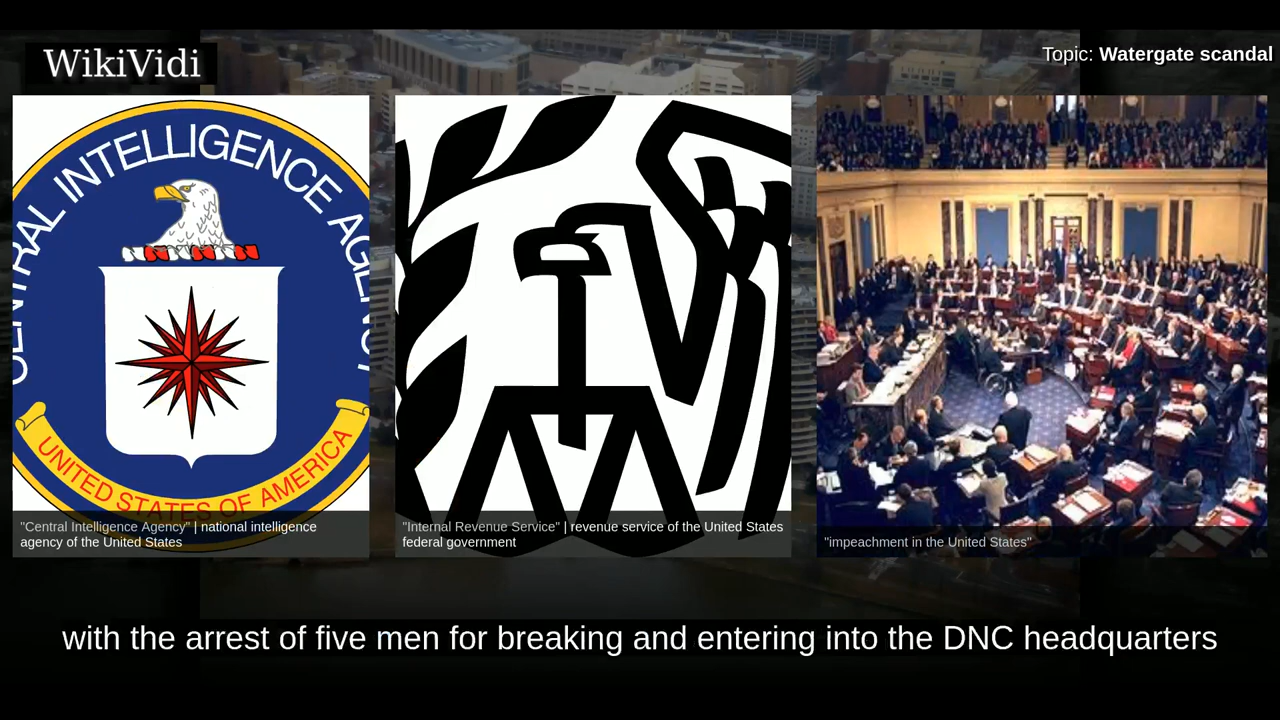 WikiVidi
Topic: Watergate scandal
CENTRAL INTELLIGENCE AGENCY
UNITED STATES OF AMERICA
"Central Intelligence Agency" | national intelligence
agency of the United States
"Internal Revenue Service" | revenue service of the United States
federal government
"impeachment in the United States"
with the arrest of five men for breaking and entering into the DNC headquarters